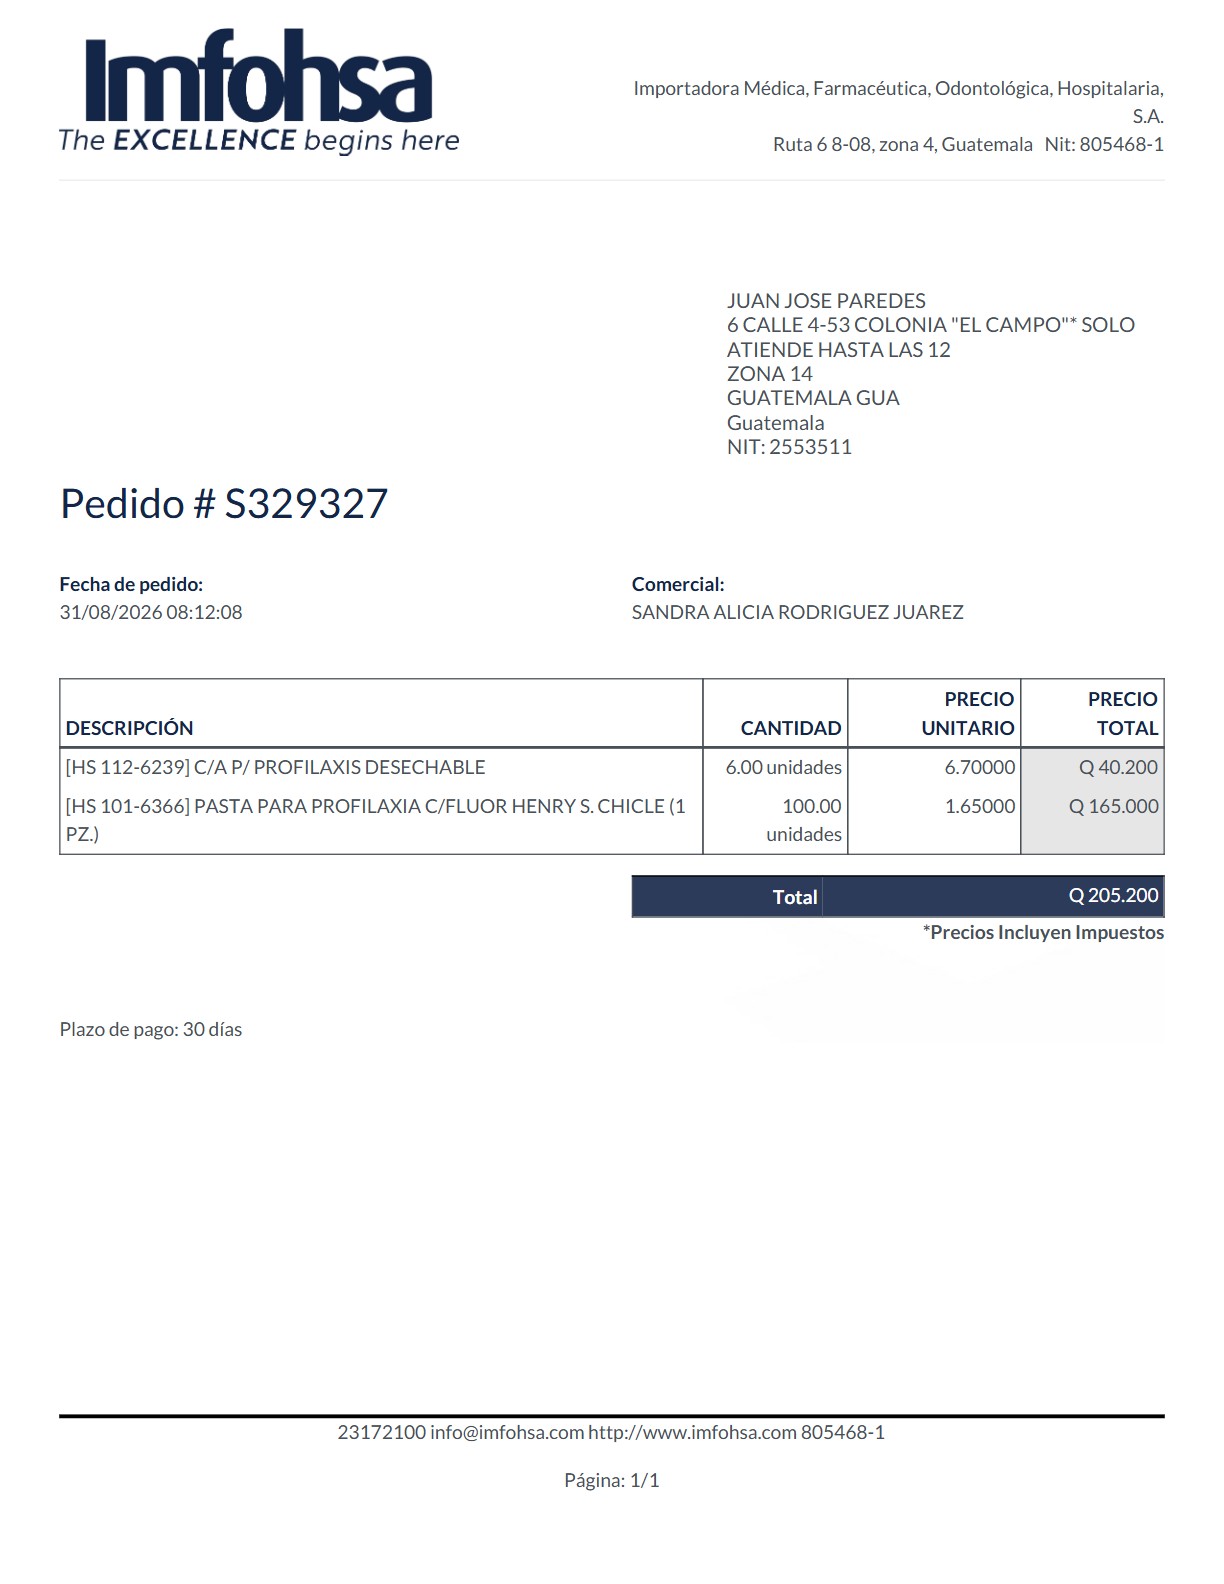 Imfohsa
The EXCELLENCE begins here
Importadora Médica, Farmacéutica, Odontológica, Hospitalaria,
S.A.
Ruta 6 8-08, zona 4, Guatemala   Nit: 805468-1
JUAN JOSE PAREDES
6 CALLE 4-53 COLONIA "EL CAMPO"* SOLO
ATIENDE HASTA LAS 12
ZONA 14
GUATEMALA GUA
Guatemala
NIT: 2553511
Pedido # S329327
Fecha de pedido: Comercial:
31/08/2026 08:12:08 SANDRA ALICIA RODRIGUEZ JUAREZ
PRECIO PRECIO
DESCRIPCIÓN CANTIDAD UNITARIO TOTAL
[HS 112-6239] C/A P/ PROFILAXIS DESECHABLE 6.00 unidades 6.70000 Q 40.200
[HS 101-6366] PASTA PARA PROFILAXIA C/FLUOR HENRY S. CHICLE (1 100.00 1.65000 Q 165.000
PZ.) unidades
Total Q 205.200
*Precios Incluyen Impuestos
Plazo de pago: 30 días
23172100 info@imfohsa.com http://www.imfohsa.com 805468-1
Página: 1/1